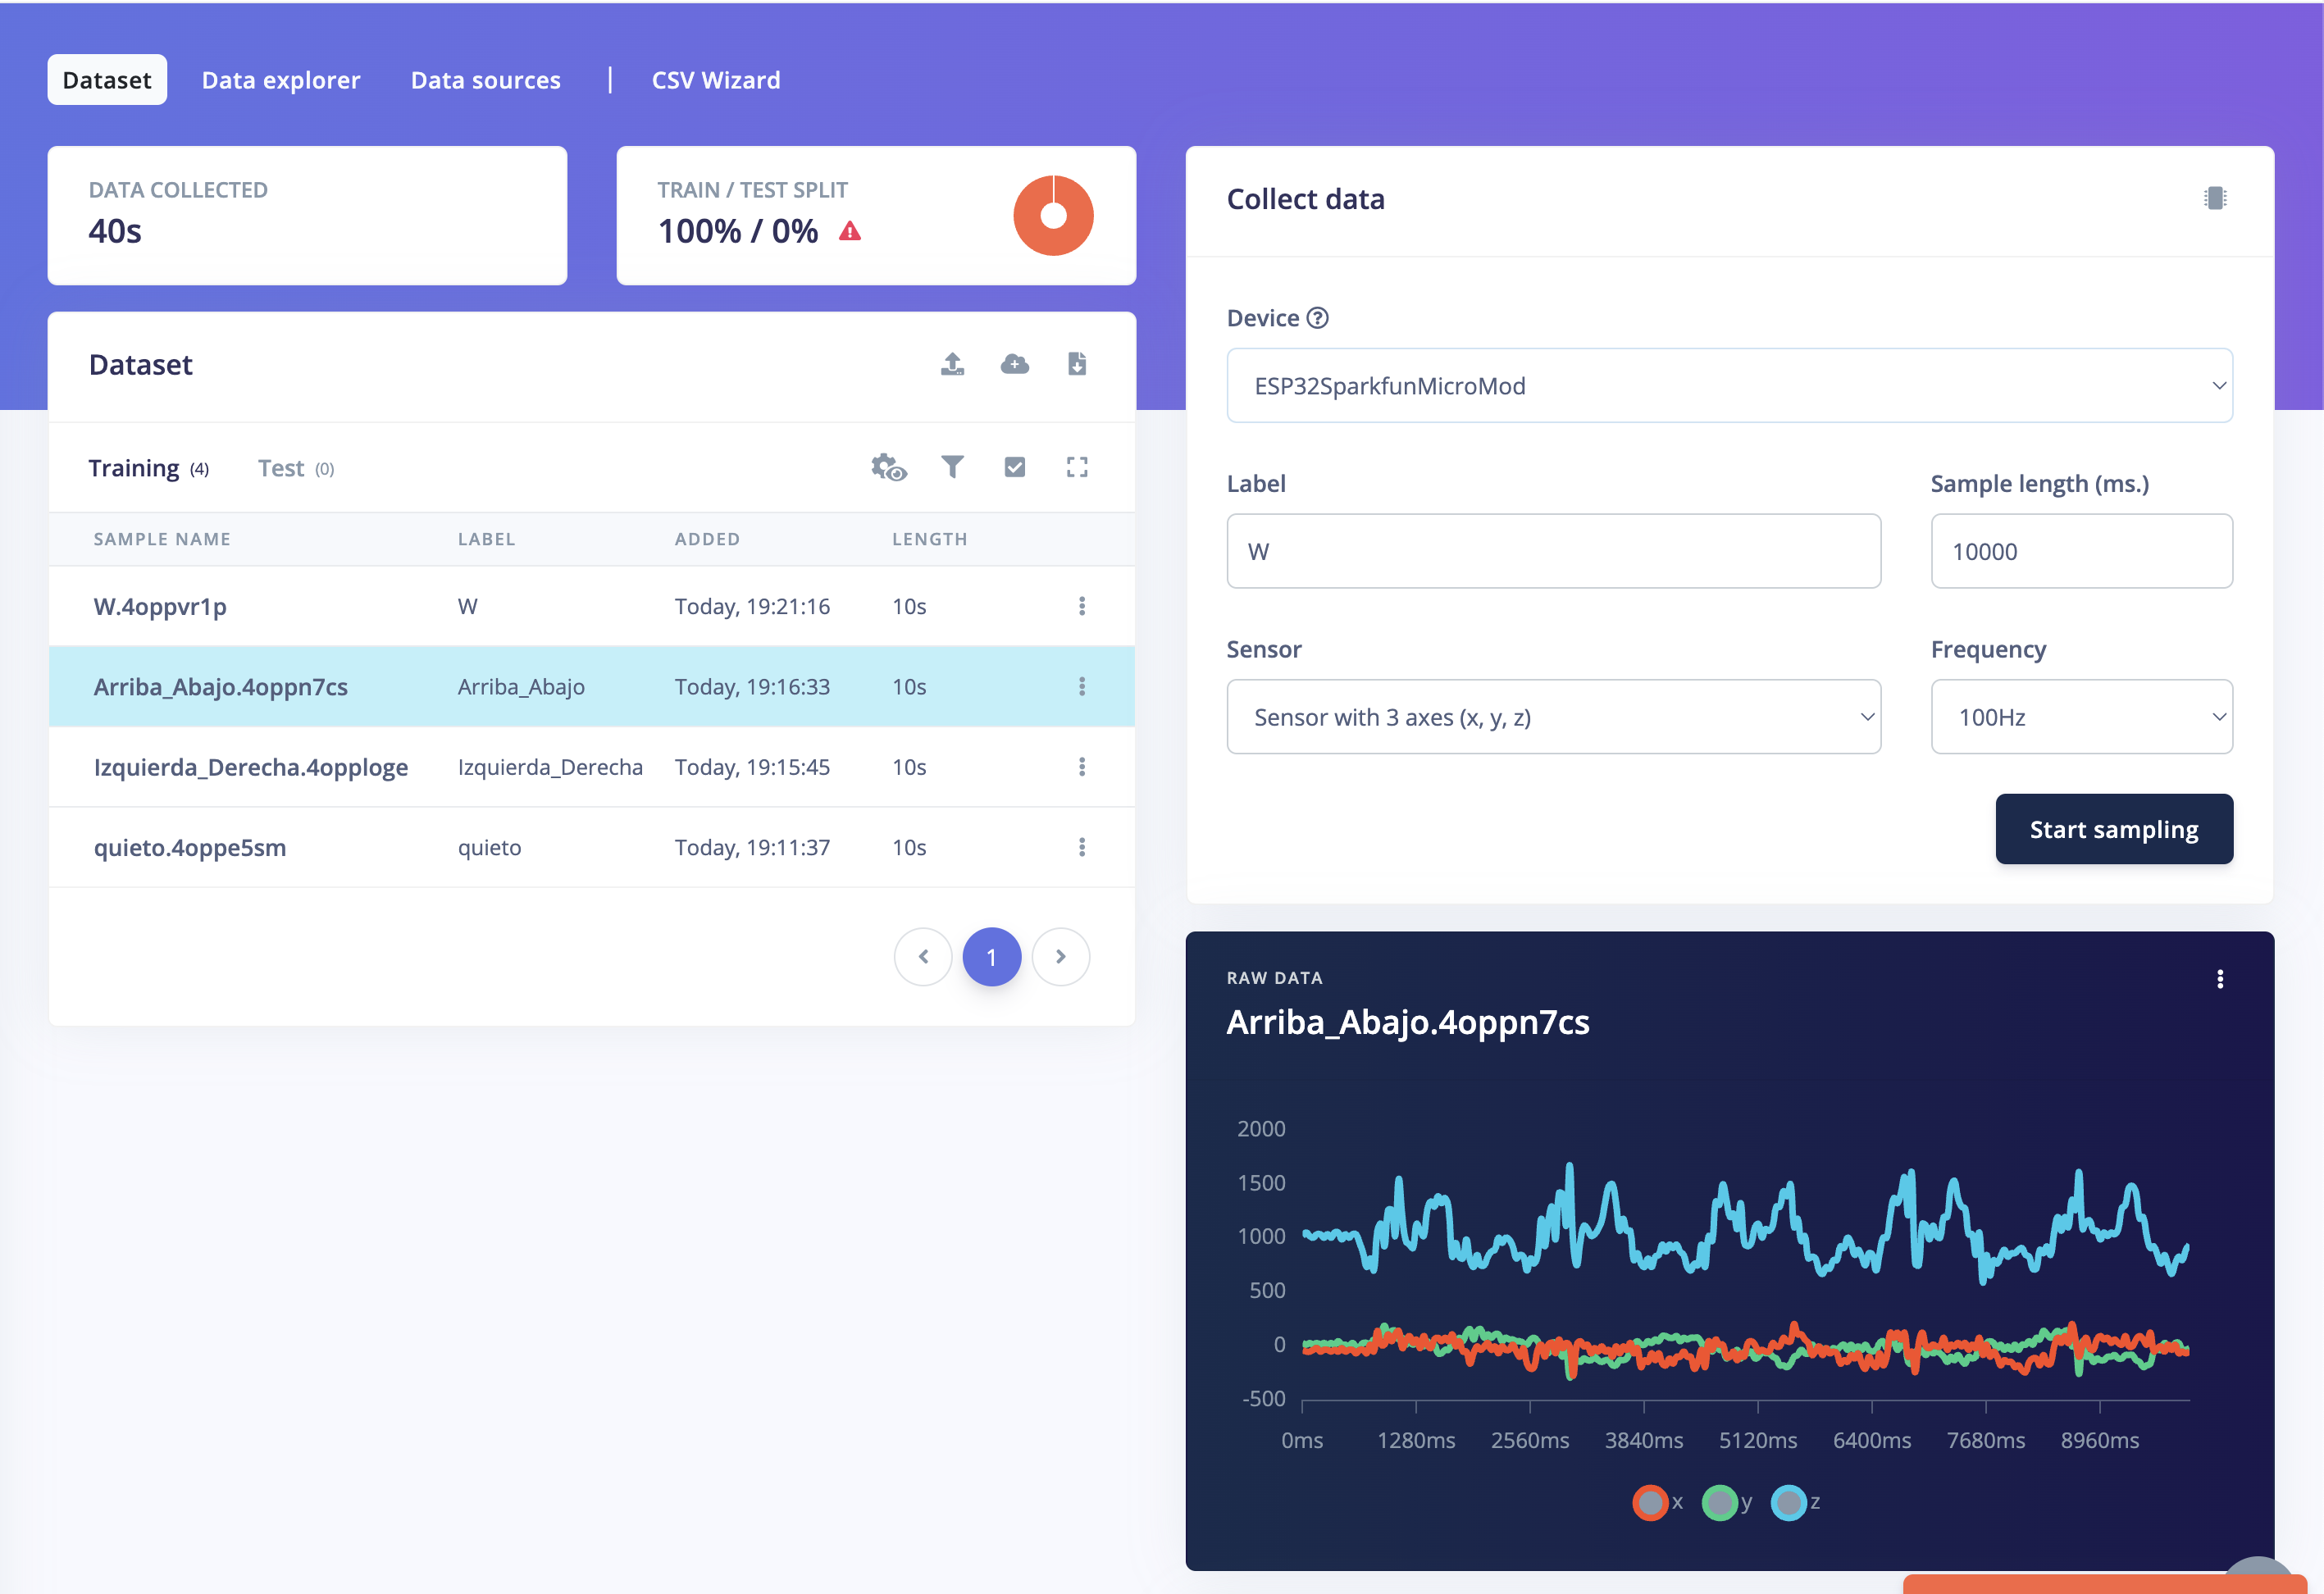 Dataset
Data explorer
Data sources
|
CSV Wizard
DATA COLLECTED
40s
TRAIN / TEST SPLIT
100% / 0%
Dataset
Training (4)
Test (0)
SAMPLE NAME LABEL ADDED LENGTH
W.4oppvr1p W Today, 19:21:16 10s
Arriba_Abajo.4oppn7cs Arriba_Abajo Today, 19:16:33 10s
Izquierda_Derecha.4opploge Izquierda_Derecha Today, 19:15:45 10s
quieto.4oppe5sm quieto Today, 19:11:37 10s
1
Collect data
Device
ESP32SparkfunMicroMod
Label
W
Sample length (ms.)
10000
Sensor
Sensor with 3 axes (x, y, z)
Frequency
100Hz
Start sampling
RAW DATA
Arriba_Abajo.4oppn7cs
2000
1500
1000
500
0
-500
0ms 1280ms 2560ms 3840ms 5120ms 6400ms 7680ms 8960ms
x y z